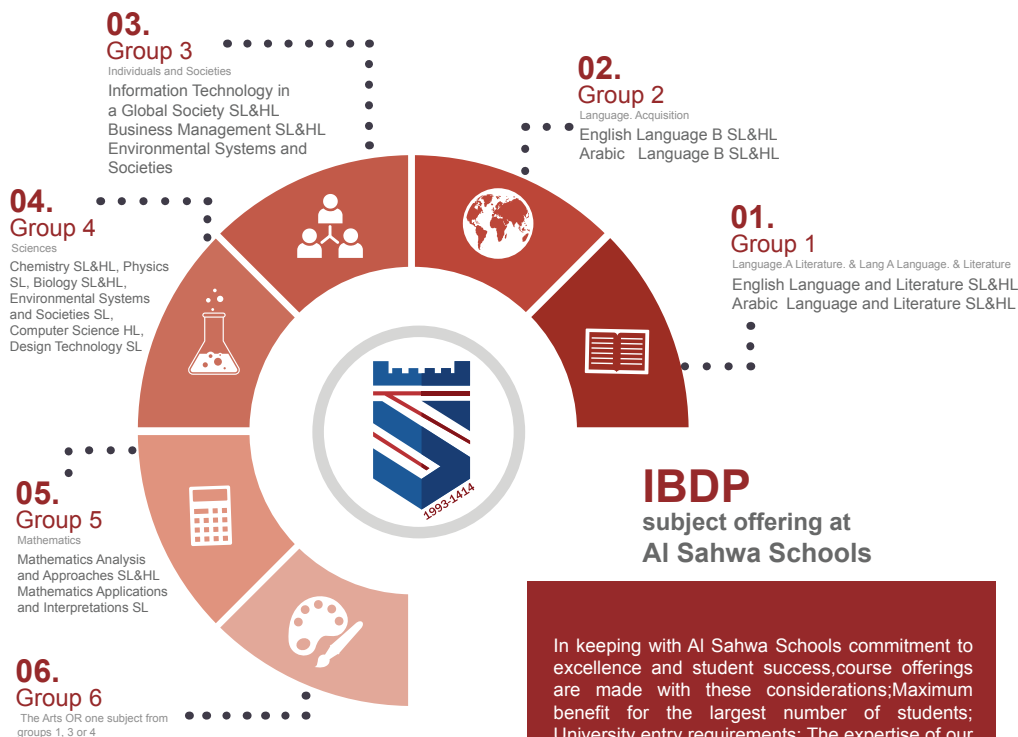 03.
Group 3
Individuals and Societies
Information Technology in
a Global Society SL&HL
Business Management SL&HL
Environmental Systems and
Societies
02.
Group 2
Language. Acquisition
English Language B SL&HL
Arabic Language B SL&HL
04.
Group 4
Sciences
Chemistry SL&HL, Physics
SL, Biology SL&HL,
Environmental Systems
and Societies SL,
Computer Science HL,
Design Technology SL
01.
Group 1
Language.A Literature. & Lang A Language. & Literature
English Language and Literature SL&HL
Arabic Language and Literature SL&HL
1993-1414
05.
Group 5
Mathematics
Mathematics Analysis
and Approaches SL&HL
Mathematics Applications
and Interpretations SL
IBDP
subject offering at
Al Sahwa Schools
06.
Group 6
The Arts OR one subject from
groups 1, 3 or 4
In keeping with Al Sahwa Schools commitment to
excellence and student success,course offerings
are made with these considerations;Maximum
benefit for the largest number of students;
University entry requirements; The expertise of our